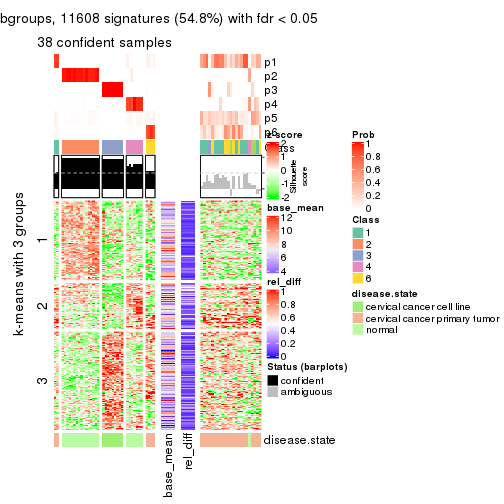 bgroups, 11608 signatures (54.8%) with fdr < 0.05
38 confident samples
p1
p2
p3
p4
p5
p6
Class
z-score
2
1
0
-1
-2
Silhouette
score
Prob
1
0.8
0.6
0.4
0.2
0
base_mean
12
10
8
6
4
Class
1
2
3
4
6
rel_diff
1
0.8
0.6
0.4
0.2
0
disease.state
cervical cancer cell line
cervical cancer primary tumor
normal
Status (barplots)
confident
ambiguous
k-means with 3 groups
1
2
3
disease.state
base_mean
rel_diff